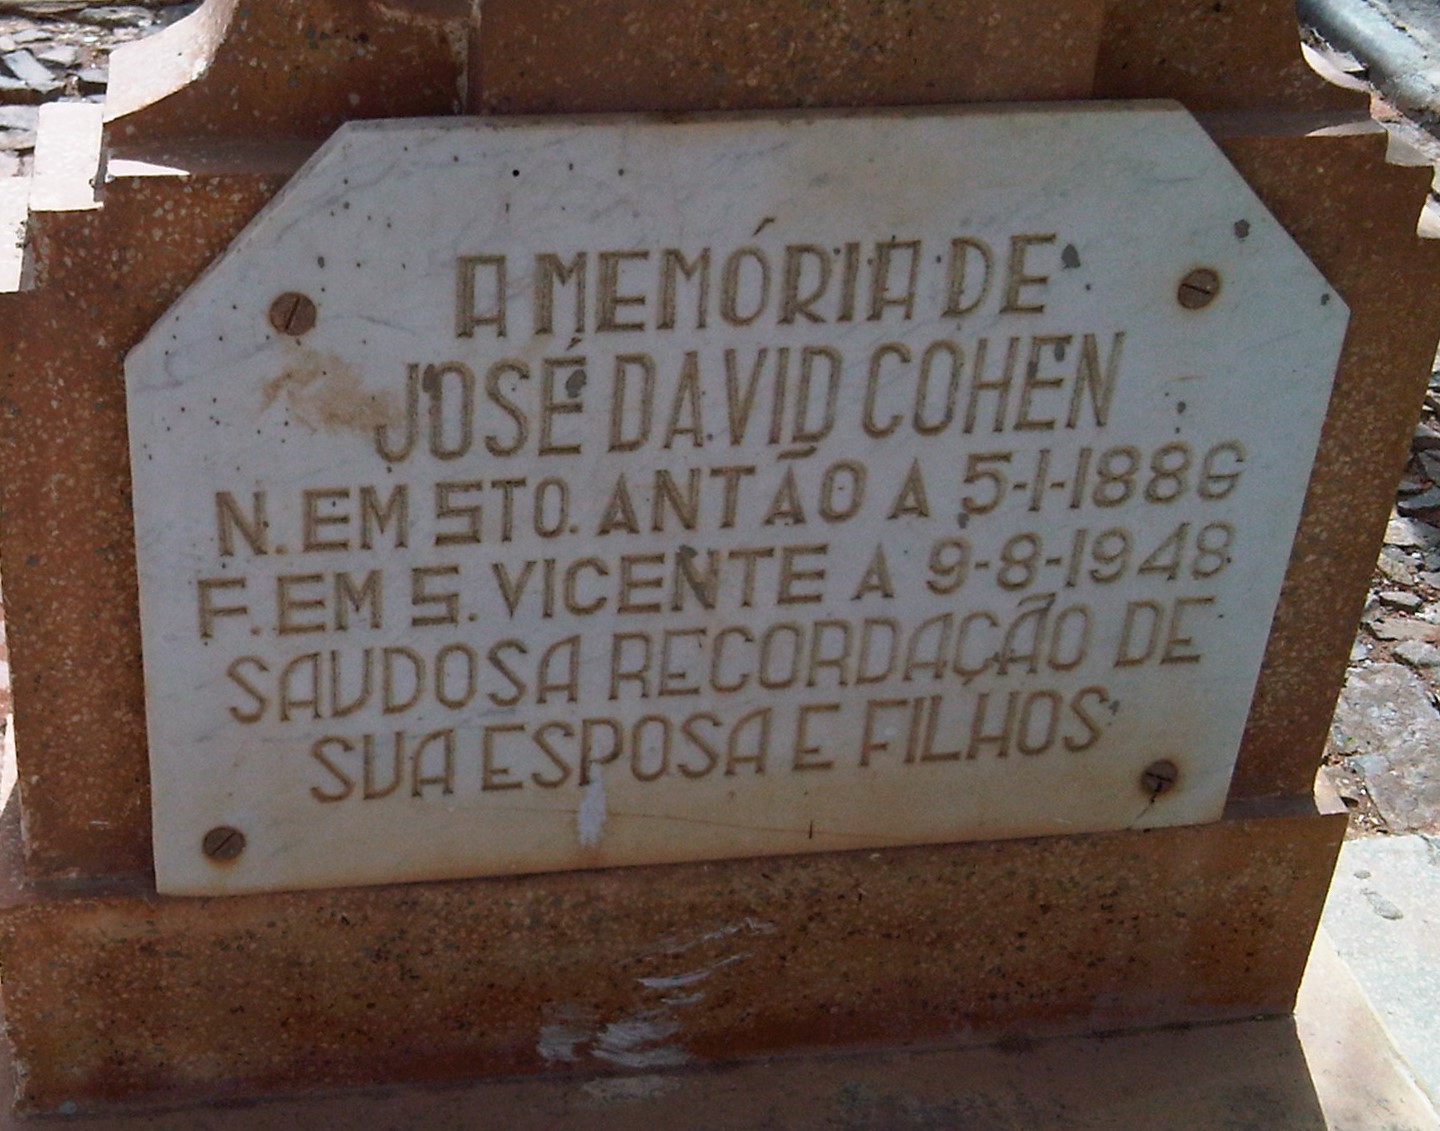 A MEMÓRIA DE
JOSÉ DAVID COHEN
N. EM STO. ANTÃO A 5-1-1886
F. EM S. VICENTE A 9-8-1948
SAUDOSA RECORDAÇÃO DE
SUA ESPOSA E FILHOS